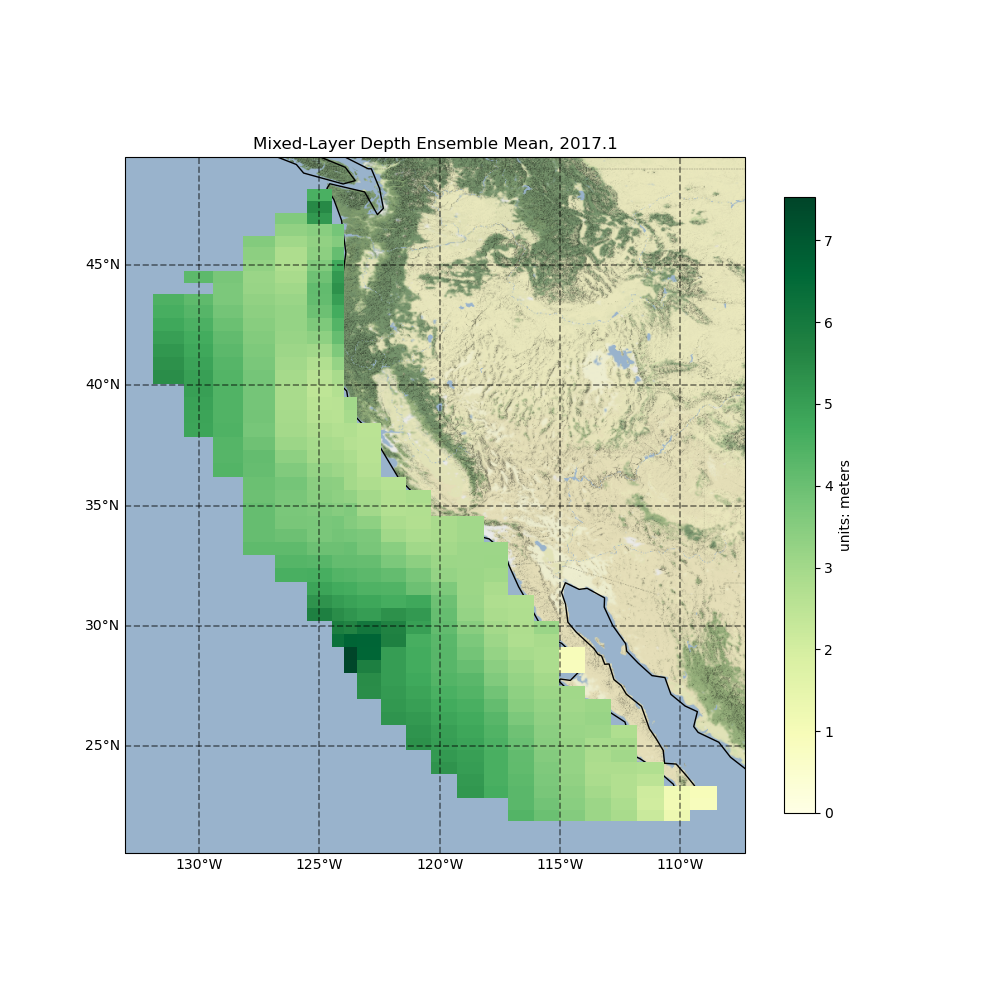 Mixed-Layer Depth Ensemble Mean, 2017.1
45°N
40°N
35°N
30°N
25°N
130°W
125°W
120°W
115°W
110°W
7
6
5
4
3
2
1
0
units: meters